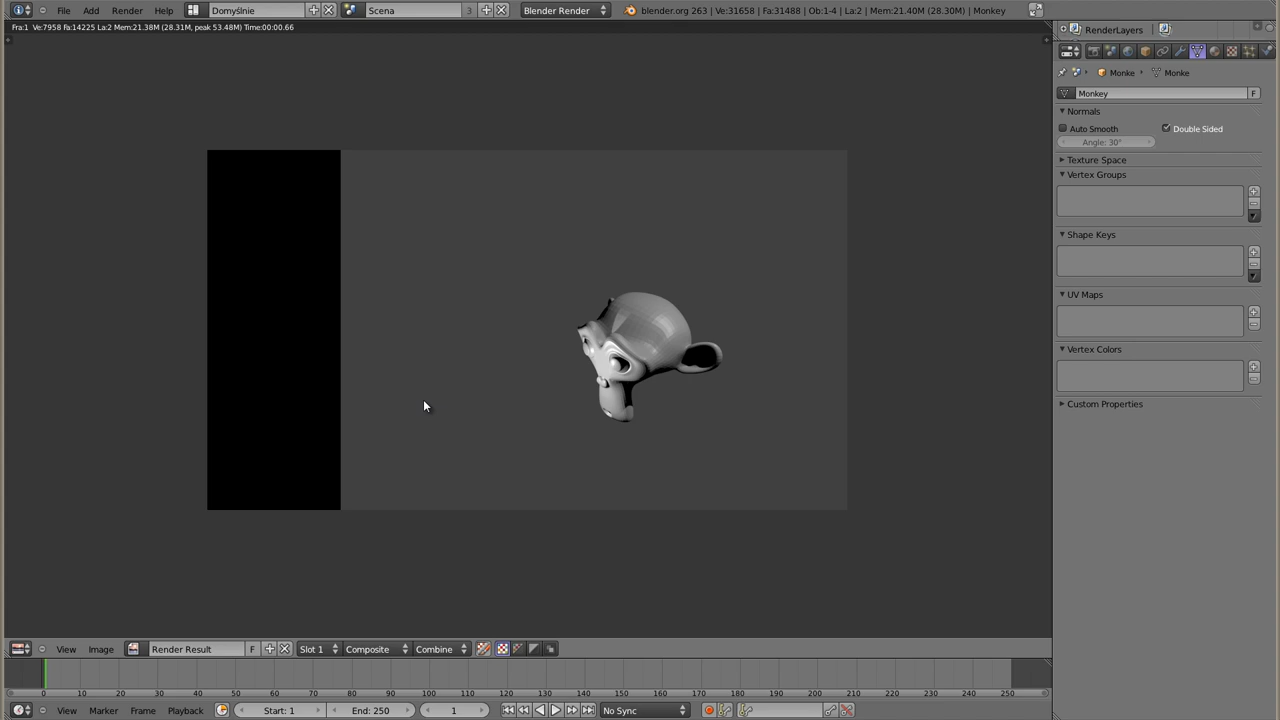 File Add Render Help Domyślnie Scena 3 Blender Render blender.org 263 | Ve:31658 | Fa:31488 | Ob:1-4 | La:2 | Mem:21.40M (28.30M) | Monkey
Fra:1 Ve:7958 Fa:14225 La:2 Mem:21.38M (28.31M, peak 53.48M) Time:00:00.66
RenderLayers
Monke Monke
Monkey F
Normals
Auto Smooth Double Sided
Angle: 30°
Texture Space
Vertex Groups
Shape Keys
UV Maps
Vertex Colors
Custom Properties
View Image Render Result F Slot 1 Composite Combine
0 10 20 30 40 50 60 70 80 90 100 110 120 130 140 150 160 170 180 190 200 210 220 230 240 250
View Marker Frame Playback Start: 1 End: 250 1 No Sync